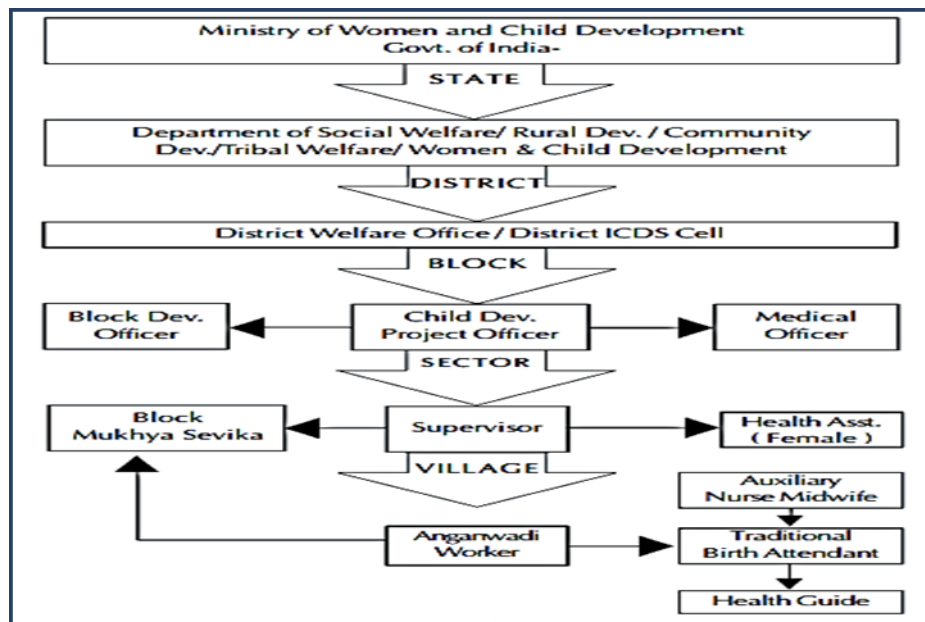 Ministry of Women and Child Development
Govt. of India-
STATE
Department of Social Welfare/ Rural Dev. / Community
Dev./Tribal Welfare/ Women & Child Development
DISTRICT
District Welfare Office / District ICDS Cell
BLOCK
Block Dev.
Officer
Child Dev.
Project Officer
Medical
Officer
SECTOR
Block
Mukhya Sevika
Supervisor
Health Asst.
( Female )
VILLAGE
Auxiliary
Nurse Midwife
Anganwadi
Worker
Traditional
Birth Attendant
Health Guide